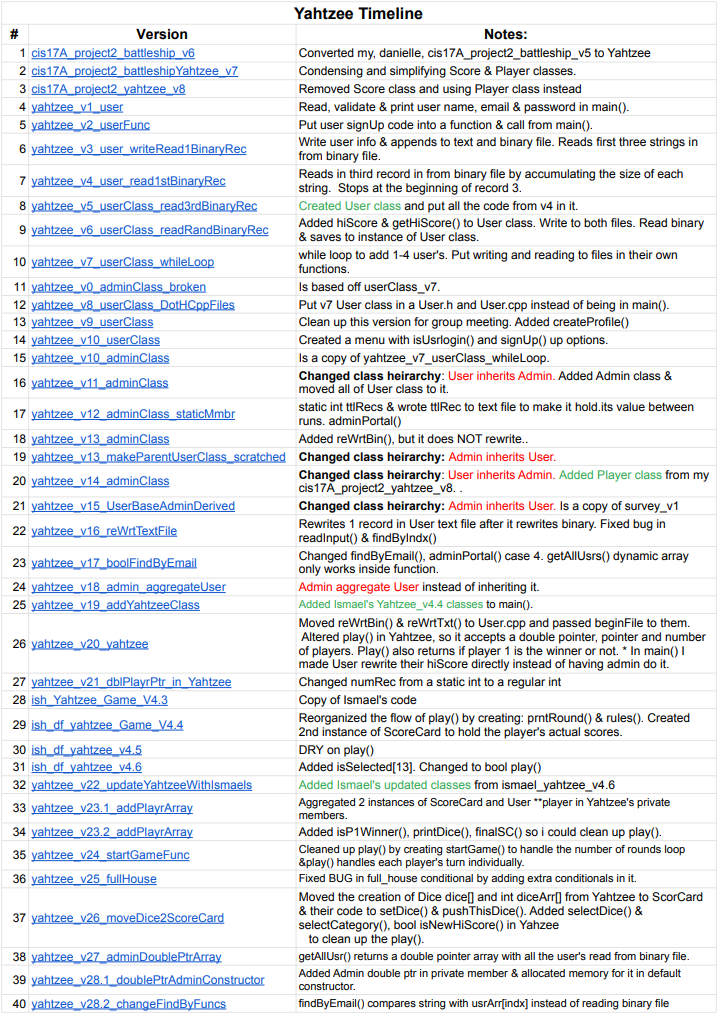 Yahtzee Timeline
# Version Notes:
1 cis17A_project2_battleship_v6 Converted my, danielle, cis17A_project2_battleship_v5 to Yahtzee
2 cis17A_project2_battleshipYahtzee_v7 Condensing and simplifying Score & Player classes.
3 cis17A_project2_yahtzee_v8 Removed Score class and using Player class instead
4 yahtzee_v1_user Read, validate & print user name, email & password in main().
5 yahtzee_v2_userFunc Put user signUp code into a function & call from main().
6 yahtzee_v3_user_writeRead1BinaryRec Write user info & appends to text and binary file. Reads first three strings in
from binary file.
7 yahtzee_v4_user_read1stBinaryRec Reads in third record in from binary file by accumulating the size of each
string. Stops at the beginning of record 3.
8 yahtzee_v5_userClass_read3rdBinaryRec Created User class and put all the code from v4 in it.
9 yahtzee_v6_userClass_readRandBinaryRec Added hiScore & getHiScore() to User class. Write to both files. Read binary
& saves to instance of User class.
10 yahtzee_v7_userClass_whileLoop while loop to add 1-4 user's. Put writing and reading to files in their own
functions.
11 yahtzee_v0_adminClass_broken Is based off userClass_v7.
12 yahtzee_v8_userClass_DotHCppFiles Put v7 User class in a User.h and User.cpp instead of being in main().
13 yahtzee_v9_userClass Clean up this version for group meeting. Added createProfile()
14 yahtzee_v10_userClass Created a menu with isUsrlogin() and signUp() up options.
15 yahtzee_v10_adminClass Is a copy of yahtzee_v7_userClass_whileLoop.
16 yahtzee_v11_adminClass Changed class heirarchy: User inherits Admin. Added Admin class &
moved all of User class to it.
17 yahtzee_v12_adminClass_staticMmbr static int ttlRecs & wrote ttlRec to text file to make it hold.its value between
runs. adminPortal()
18 yahtzee_v13_adminClass Added reWrtBin(), but it does NOT rewrite..
19 yahtzee_v13_makeParentUserClass_scratched Changed class heirarchy: Admin inherits User.
20 yahtzee_v14_adminClass Changed class heirarchy: User inherits Admin. Added Player class from my
cis17A_project2_yahtzee_v8. .
21 yahtzee_v15_UserBaseAdminDerived Changed class heirarchy: Admin inherits User. Is a copy of survey_v1
22 yahtzee_v16_reWrtTextFile Rewrites 1 record in User text file after it rewrites binary. Fixed bug in
readInput() & findByIndx()
23 yahtzee_v17_boolFindByEmail Changed findByEmail(), adminPortal() case 4. getAllUsrs() dynamic array
only works inside function.
24 yahtzee_v18_admin_aggregateUser Admin aggregate User instead of inheriting it.
25 yahtzee_v19_addYahtzeeClass Added Ismael's Yahtzee_v4.4 classes to main().
26 yahtzee_v20_yahtzee Moved reWrtBin() & reWrtTxt() to User.cpp and passed beginFile to them.
Altered play() in Yahtzee, so it accepts a double pointer, pointer and number
of players. Play() also returns if player 1 is the winner or not. * In main() I
made User rewrite their hiScore directly instead of having admin do it.
27 yahtzee_v21_dblPlayrPtr_in_Yahtzee Changed numRec from a static int to a regular int
28 ish_Yahtzee_Game_V4.3 Copy of Ismael's code
29 ish_df_yahtzee_Game_V4.4 Reorganized the flow of play() by creating: prntRound() & rules(). Created
2nd instance of ScoreCard to hold the player's actual scores.
30 ish_df_yahtzee_v4.5 DRY on play()
31 ish_df_yahtzee_v4.6 Added isSelected[13]. Changed to bool play()
32 yahtzee_v22_updateYahtzeeWithIsmaels Added Ismael's updated classes from ismael_yahtzee_v4.6
33 yahtzee_v23.1_addPlayrArray Aggregated 2 instances of ScoreCard and User **player in Yahtzee's private
members.
34 yahtzee_v23.2_addPlayrArray Added isP1Winner(), printDice(), finalSC() so i could clean up play().
35 yahtzee_v24_startGameFunc Cleaned up play() by creating startGame() to handle the number of rounds loop
&play() handles each player's turn individually.
36 yahtzee_v25_fullHouse Fixed BUG in full_house conditional by adding extra conditionals in it.
37 yahtzee_v26_moveDice2ScoreCard Moved the creation of Dice dice[] and int diceArr[] from Yahtzee to ScorCard
& their code to setDice() & pushThisDice(). Added selectDice() &
selectCategory(), bool isNewHiScore() in Yahtzee
to clean up the play().
38 yahtzee_v27_adminDoublePtrArray getAllUsr() returns a double pointer array with all the user's read from binary file.
39 yahtzee_v28.1_doublePtrAdminConstructor Added Admin double ptr in private member & allocated memory for it in default
constructor.
40 yahtzee_v28.2_changeFindByFuncs findByEmail() compares string with usrArr[indx] instead of reading binary file